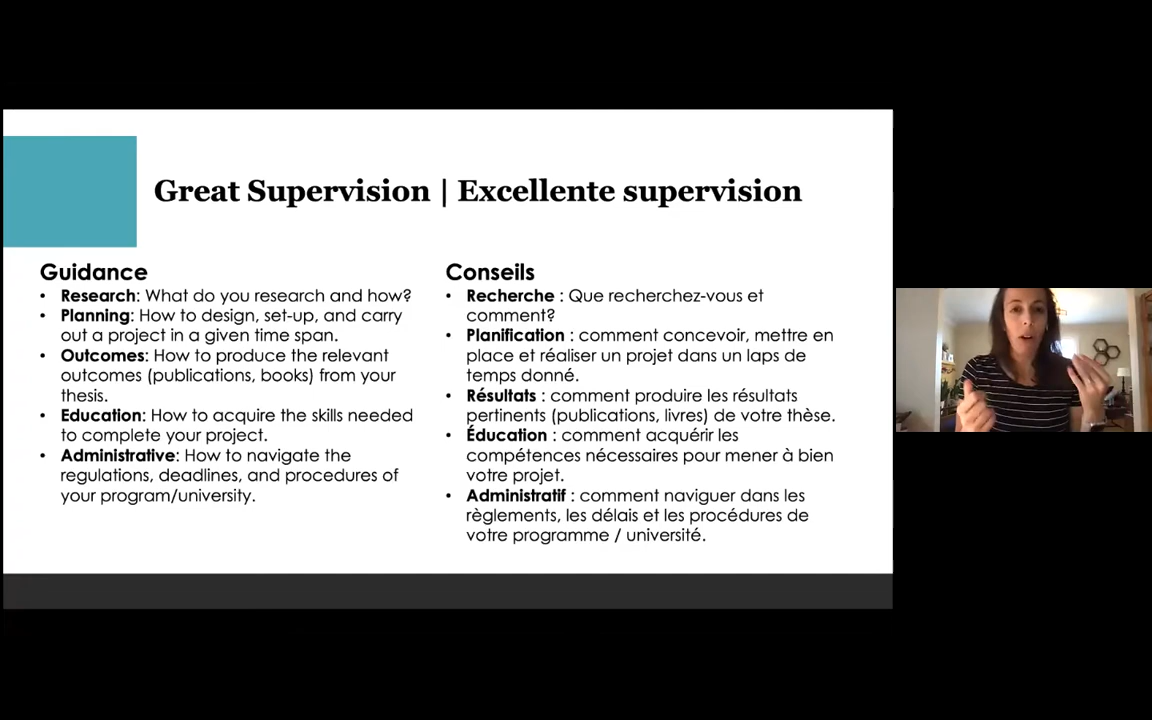 Great Supervision | Excellente supervision
Guidance
• Research: What do you research and how?
• Planning: How to design, set-up, and carry
out a project in a given time span.
• Outcomes: How to produce the relevant
outcomes (publications, books) from your
thesis.
• Education: How to acquire the skills needed
to complete your project.
• Administrative: How to navigate the
regulations, deadlines, and procedures of
your program/university.
Conseils
• Recherche : Que recherchez-vous et
comment?
• Planification : comment concevoir, mettre en
place et réaliser un projet dans un laps de
temps donné.
• Résultats : comment produire les résultats
pertinents (publications, livres) de votre thèse.
• Éducation : comment acquérir les
compétences nécessaires pour mener à bien
votre projet.
• Administratif : comment naviguer dans les
règlements, les délais et les procédures de
votre programme / université.